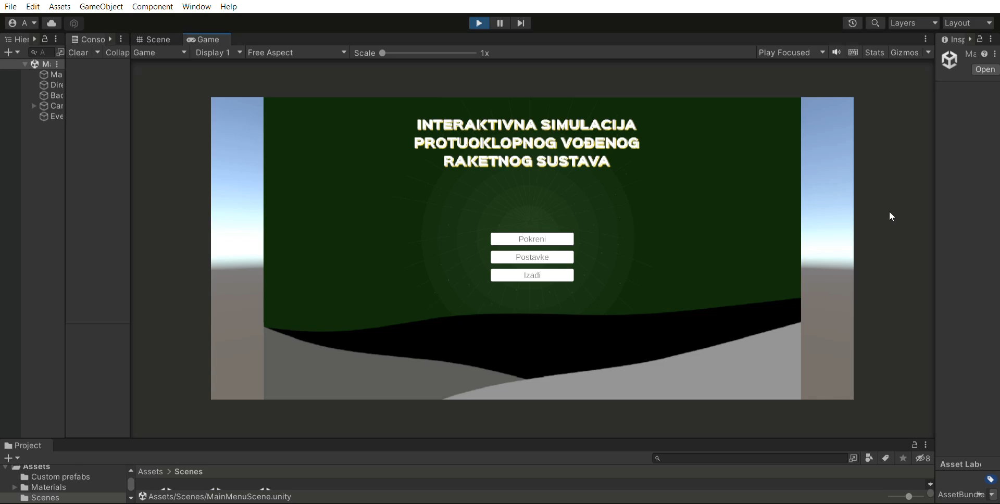 File Edit Assets GameObject Component Window Help
A Layers Layout
Hier Conso Scene Game Insp
A Clear Collap Game Display 1 Free Aspect Scale 1x Play Focused Stats Gizmos Ma
Open
Ma
Ma
Dire
Bac
Can
Eve
INTERAKTIVNA SIMULACIJA
PROTUOKLOPNOG VOĐENOG
RAKETNOG SUSTAVA
Pokreni
Postavke
Izađi
Project
8
Assets
Asset Labe
Assets > Scenes
Custom prefabs
Materials
Scenes
Assets/Scenes/MainMenuScene.unity
AssetBundle